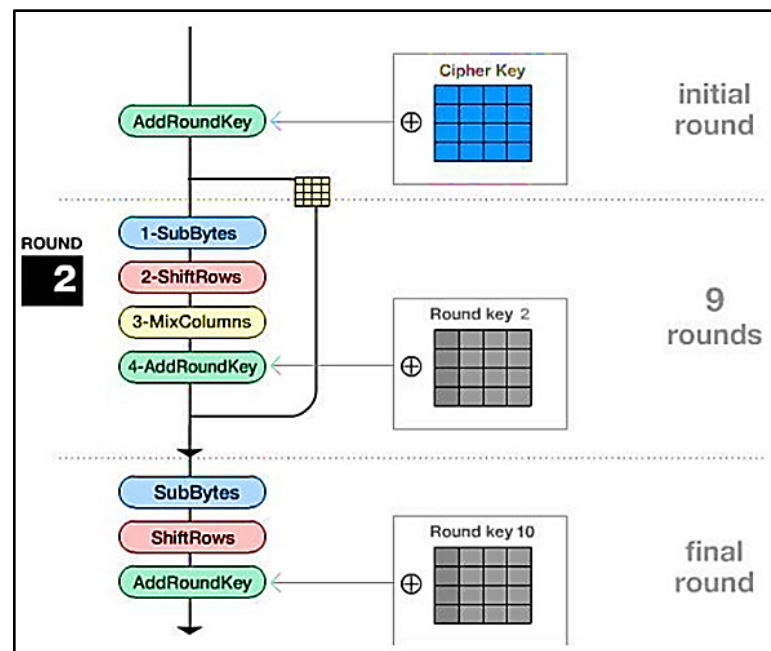 Cipher Key
AddRoundKey
initial
round
ROUND
2
1-SubBytes
2-ShiftRows
3-MixColumns
4-AddRoundKey
Round key 2
9
rounds
SubBytes
ShiftRows
AddRoundKey
Round key 10
final
round